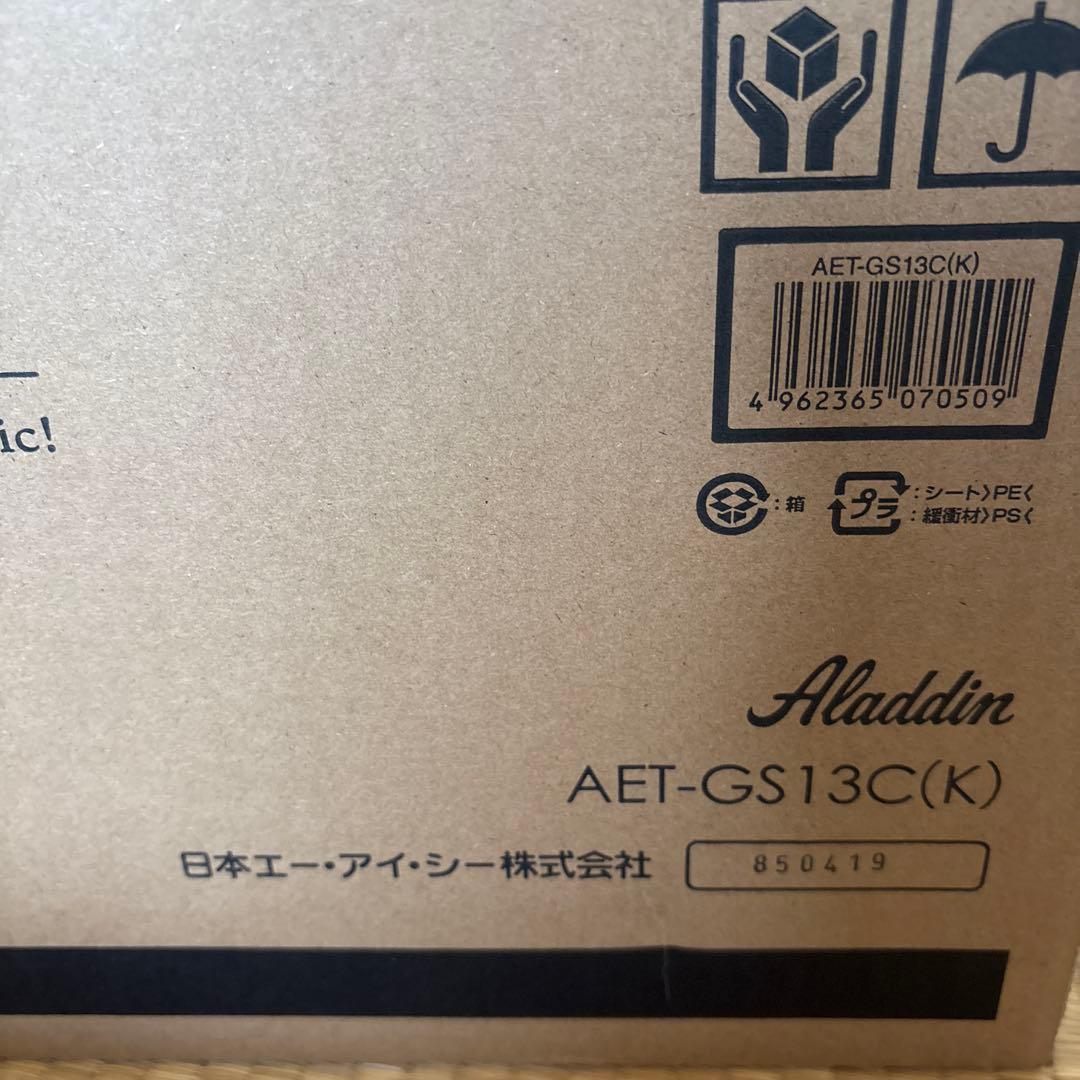 AET-GS13C(K)
4 962365 070509
ic!
：箱
プラ
：シート〉PE〈
：緩衝材〉PS〈
Aladdin
AET-GS13C(K)
日本エー・アイ・シー株式会社
850419